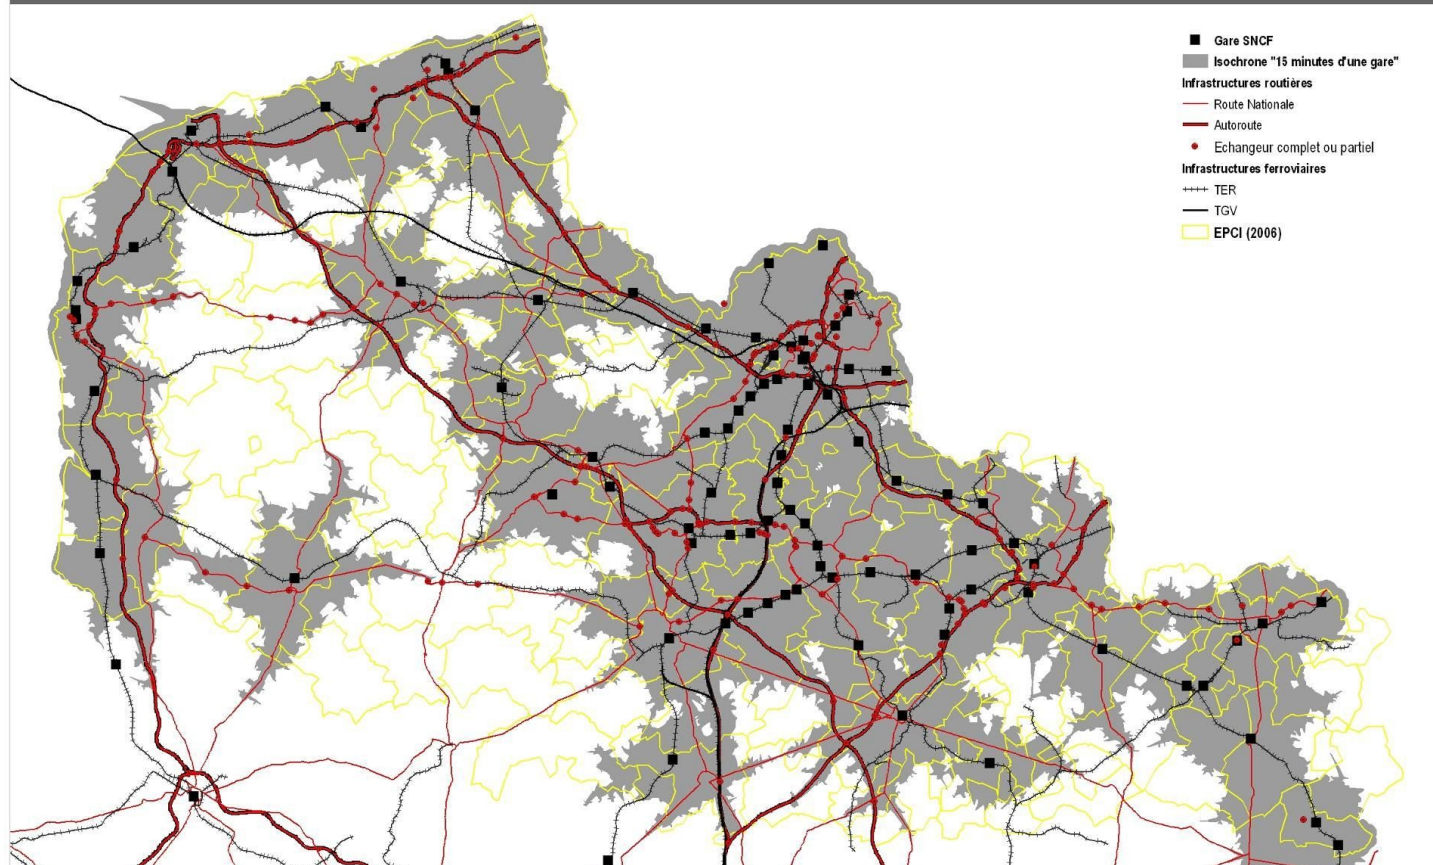 Gare SNCF
Isochrone "15 minutes d'une gare"
Infrastructures routières
Route Nationale
Autoroute
Echangeur complet ou partiel
Infrastructures ferroviaires
TER
TGV
EPCI (2006)